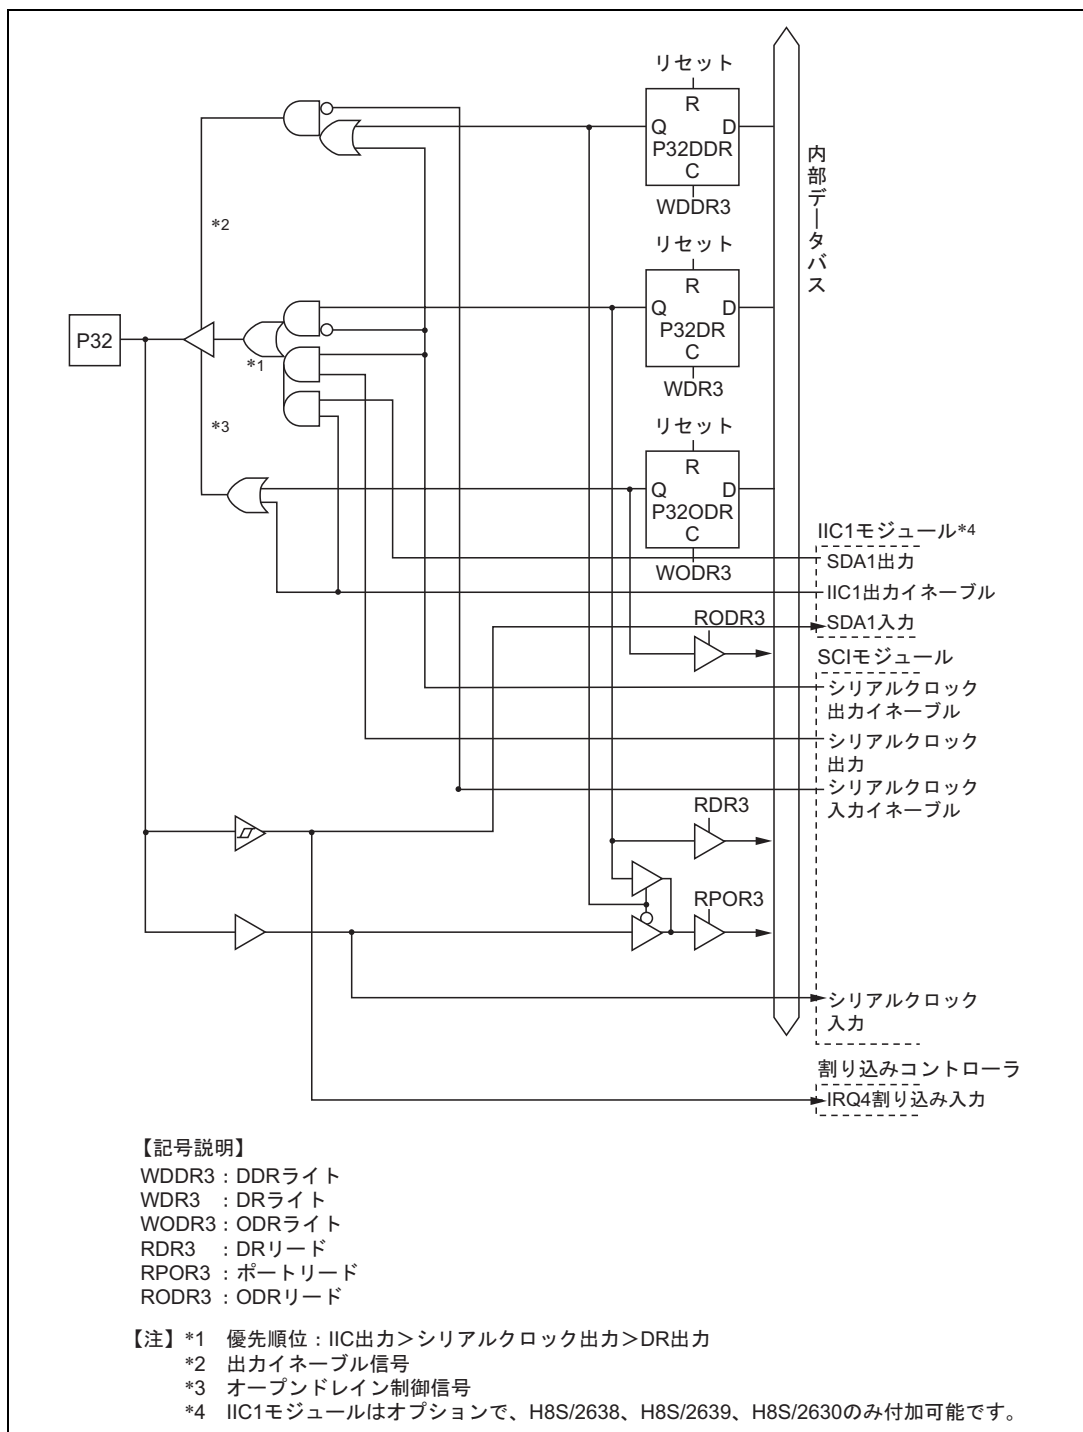 リセット
R
Q D
P32DDR
C
WDDR3
内部データバス
*2
リセット
R
Q D
P32DR
C
WDR3
P32
*1
*3
リセット
R
Q D
P32ODR
C
WODR3
IIC1モジュール*4
SDA1出力
IIC1出力イネーブル
SDA1入力
RODR3
SCIモジュール
シリアルクロック
出力イネーブル
シリアルクロック
出力
シリアルクロック
入力イネーブル
RDR3
RPOR3
シリアルクロック
入力
割り込みコントローラ
IRQ4割り込み入力
【記号説明】
WDDR3：DDRライト
WDR3 ：DRライト
WODR3：ODRライト
RDR3 ：DRリード
RPOR3 ：ポートリード
RODR3 ：ODRリード
【注】*1 優先順位：IIC出力＞シリアルクロック出力＞DR出力
*2 出力イネーブル信号
*3 オープンドレイン制御信号
*4 IIC1モジュールはオプションで、H8S/2638、H8S/2639、H8S/2630のみ付加可能です。